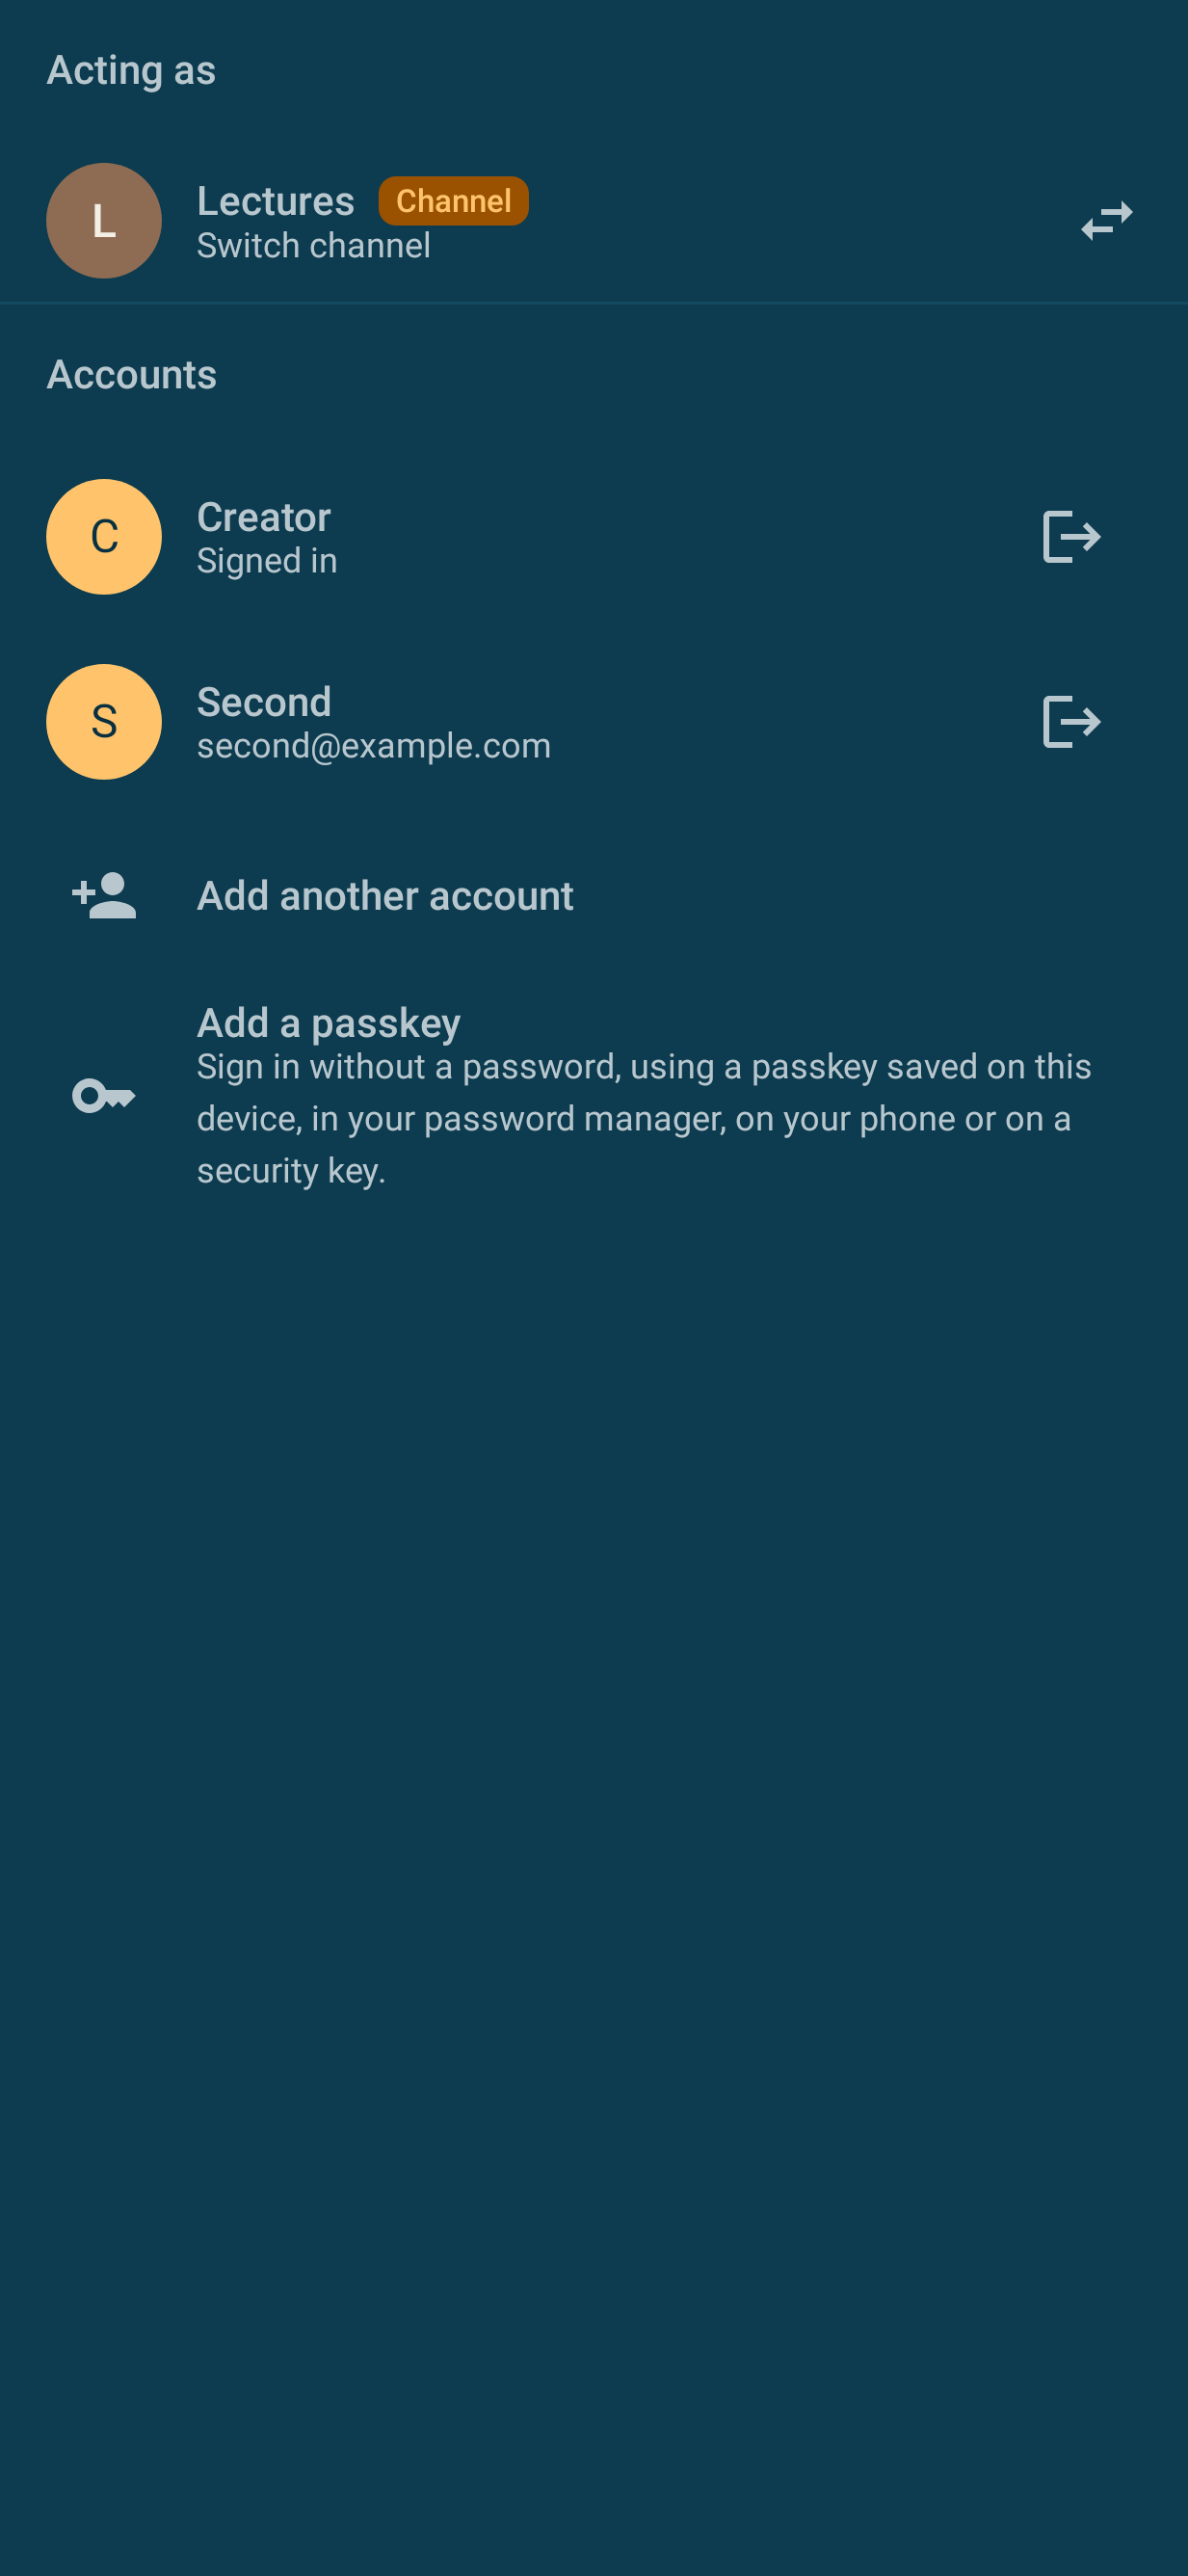 Acting as
L
Lectures Channel
Switch channel
Accounts
C
Creator
Signed in
S
Second
second@example.com
Add another account
Add a passkey
Sign in without a password, using a passkey saved on this
device, in your password manager, on your phone or on a
security key.